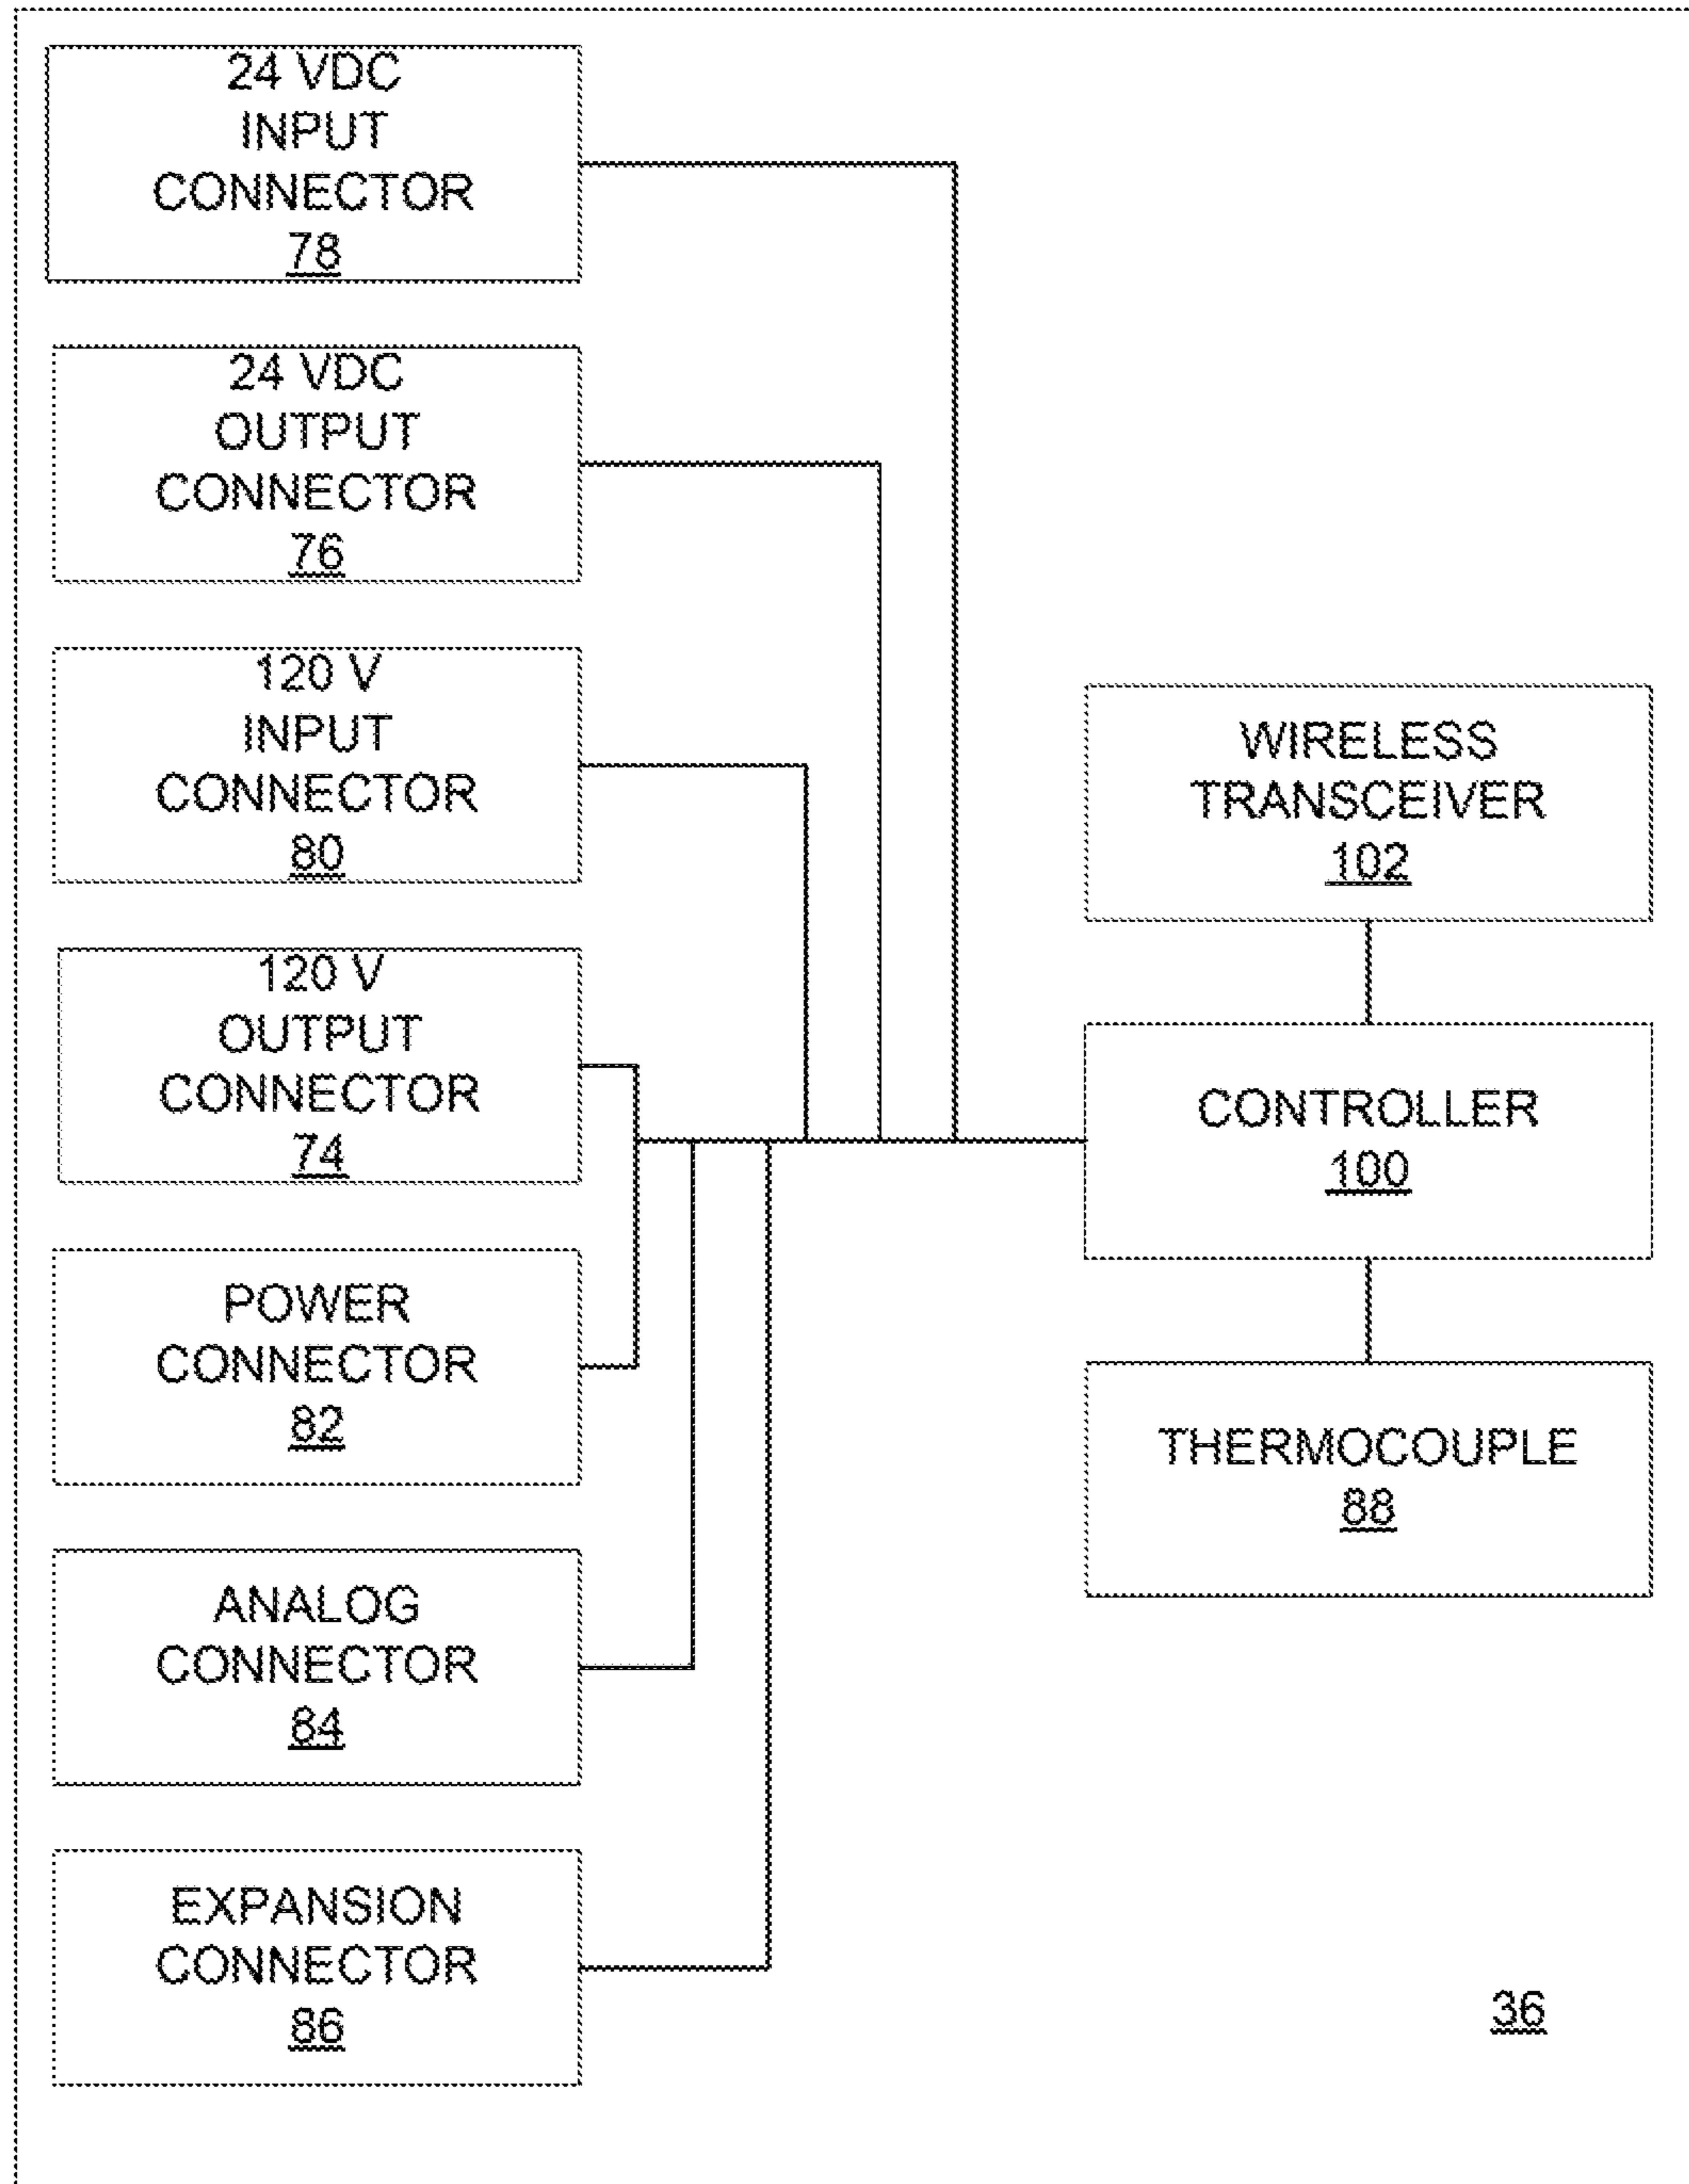 24 VDC
INPUT
CONNECTOR
78
24 VDC
OUTPUT
CONNECTOR
76
120 V
INPUT
CONNECTOR
80
120 V
OUTPUT
CONNECTOR
74
POWER
CONNECTOR
82
ANALOG
CONNECTOR
84
EXPANSION
CONNECTOR
86
WIRELESS
TRANSCEIVER
102
CONTROLLER
100
THERMOCOUPLE
88
36